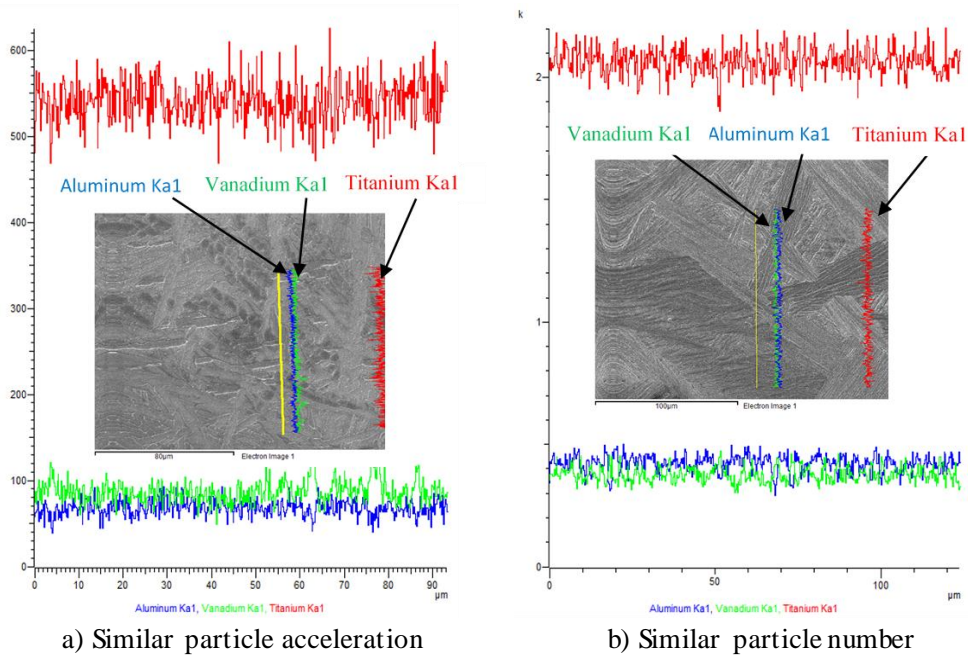 k
600
500
400
300
200
100
0
0 10 20 30 40 50 60 70 80 90
µm
Aluminum Ka1 Vanadium Ka1 Titanium Ka1
80µm Electron Image 1
Aluminum Ka1, Vanadium Ka1, Titanium Ka1
a) Similar particle acceleration
2
1
0
0 50 100
µm
Vanadium Ka1 Aluminum Ka1 Titanium Ka1
100µm Electron Image 1
Aluminum Ka1, Vanadium Ka1, Titanium Ka1
b) Similar particle number